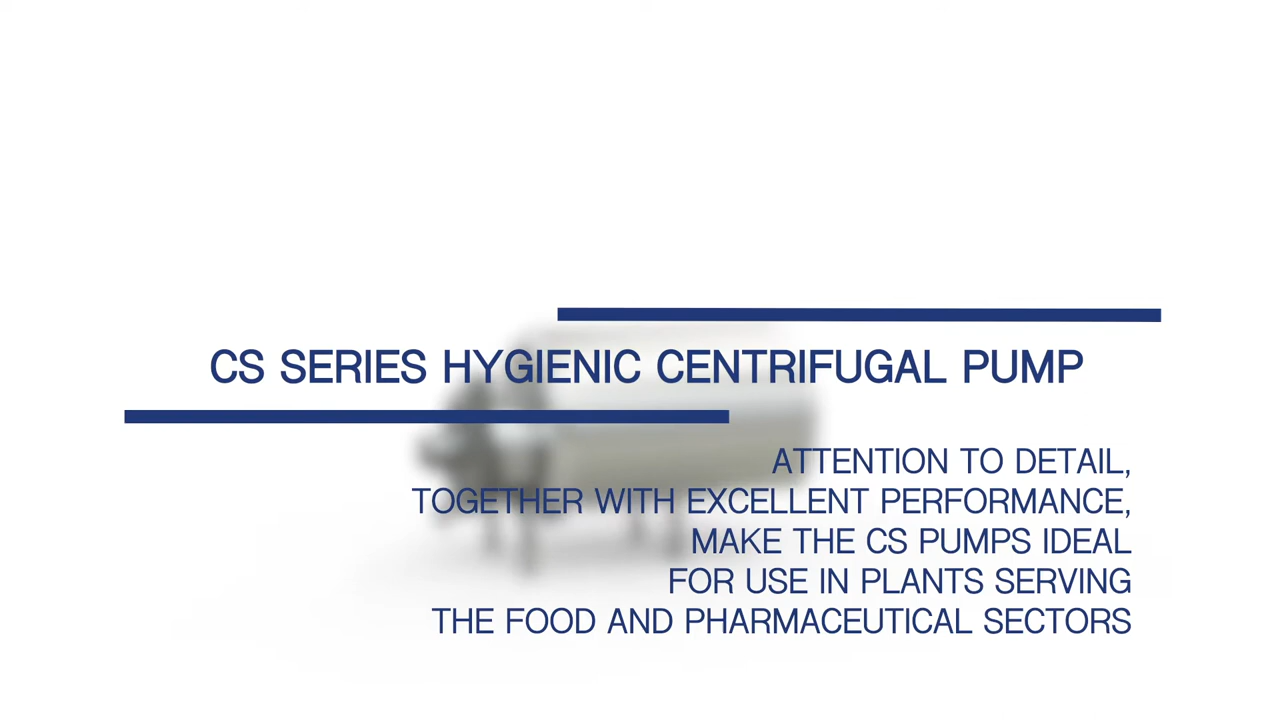 CS SERIES HYGIENIC CENTRIFUGAL PUMP
ATTENTION TO DETAIL,
TOGETHER WITH EXCELLENT PERFORMANCE,
MAKE THE CS PUMPS IDEAL
FOR USE IN PLANTS SERVING
THE FOOD AND PHARMACEUTICAL SECTORS